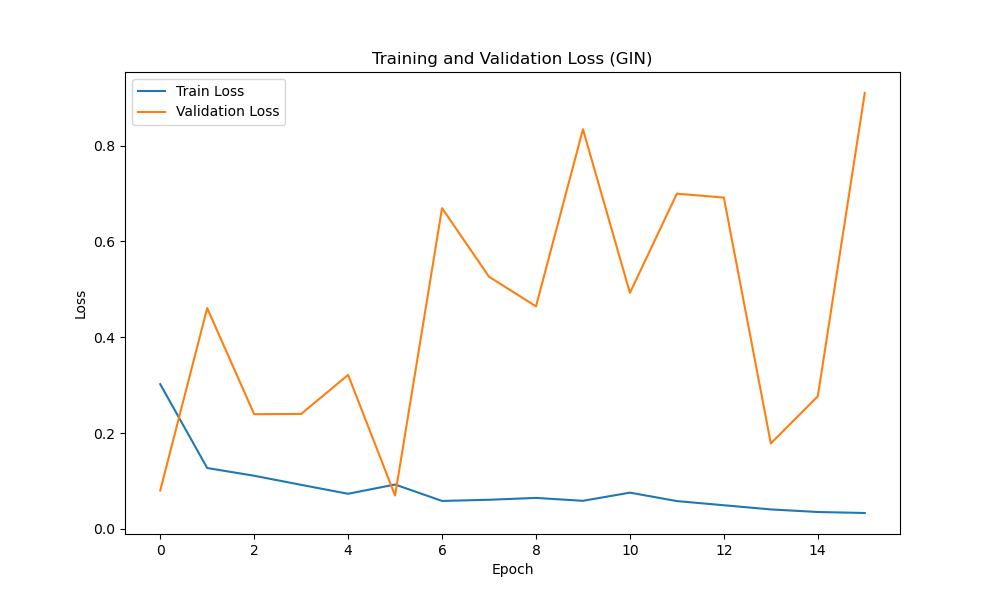 Training and Validation Loss (GIN)
Train Loss
Validation Loss
0.8
0.6
0.4
0.2
0.0
Loss
0 2 4 6 8 10 12 14
Epoch